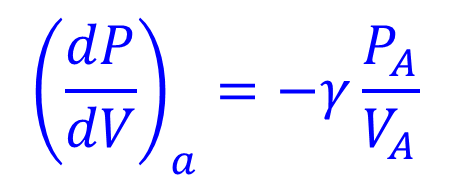 (dP/dV)_a = −γ P_A/V_A